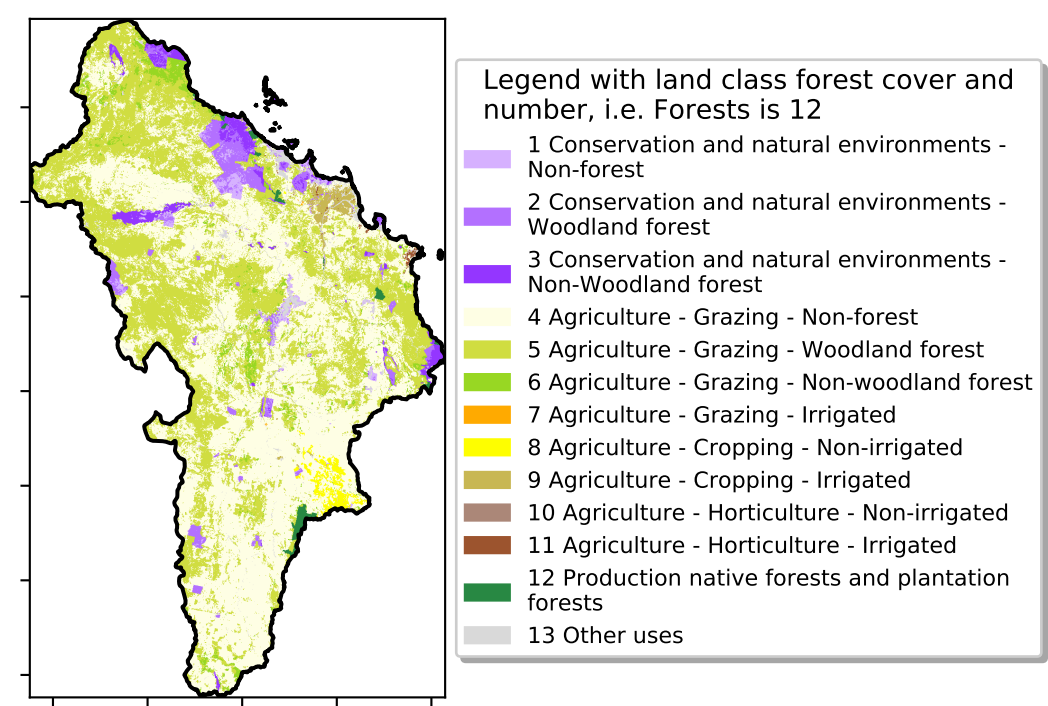 Legend with land class forest cover and
number, i.e. Forests is 12
1 Conservation and natural environments -
Non-forest
2 Conservation and natural environments -
Woodland forest
3 Conservation and natural environments -
Non-Woodland forest
4 Agriculture - Grazing - Non-forest
5 Agriculture - Grazing - Woodland forest
6 Agriculture - Grazing - Non-woodland forest
7 Agriculture - Grazing - Irrigated
8 Agriculture - Cropping - Non-irrigated
9 Agriculture - Cropping - Irrigated
10 Agriculture - Horticulture - Non-irrigated
11 Agriculture - Horticulture - Irrigated
12 Production native forests and plantation
forests
13 Other uses